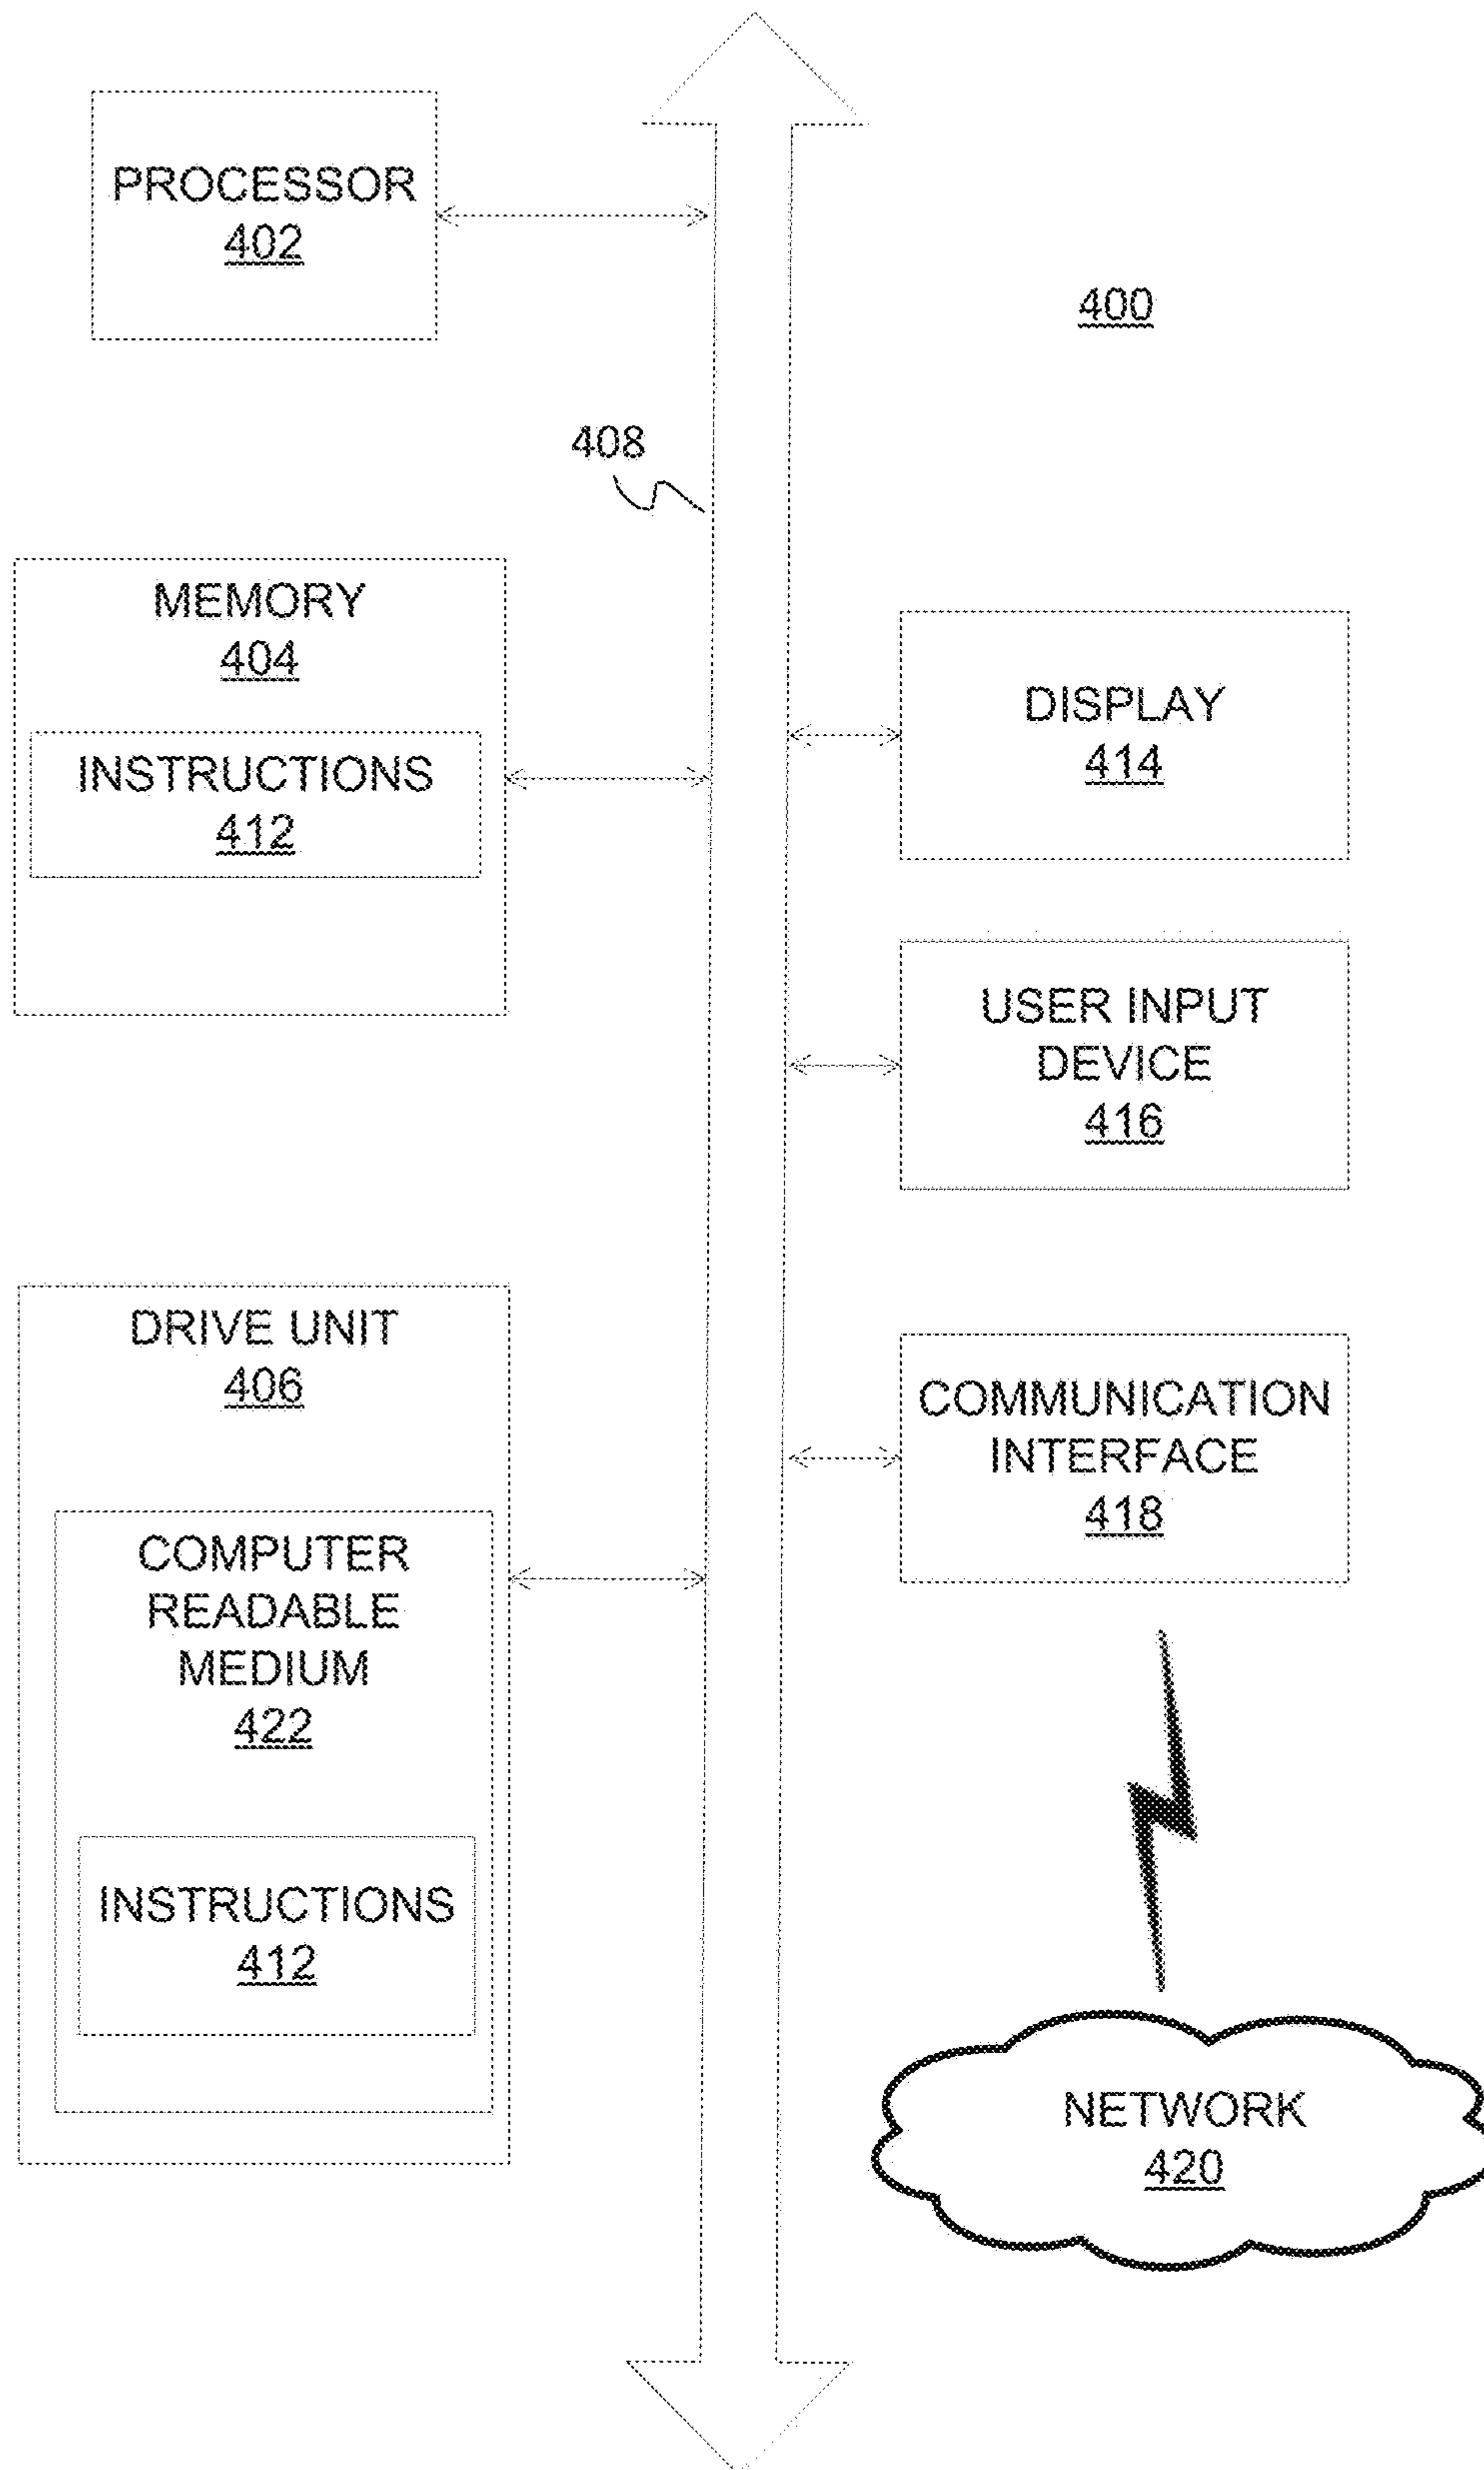 PROCESSOR
402
400
408
MEMORY
404
INSTRUCTIONS
412
DISPLAY
414
USER INPUT
DEVICE
416
DRIVE UNIT
406
COMPUTER
READABLE
MEDIUM
422
INSTRUCTIONS
412
COMMUNICATION
INTERFACE
418
NETWORK
420